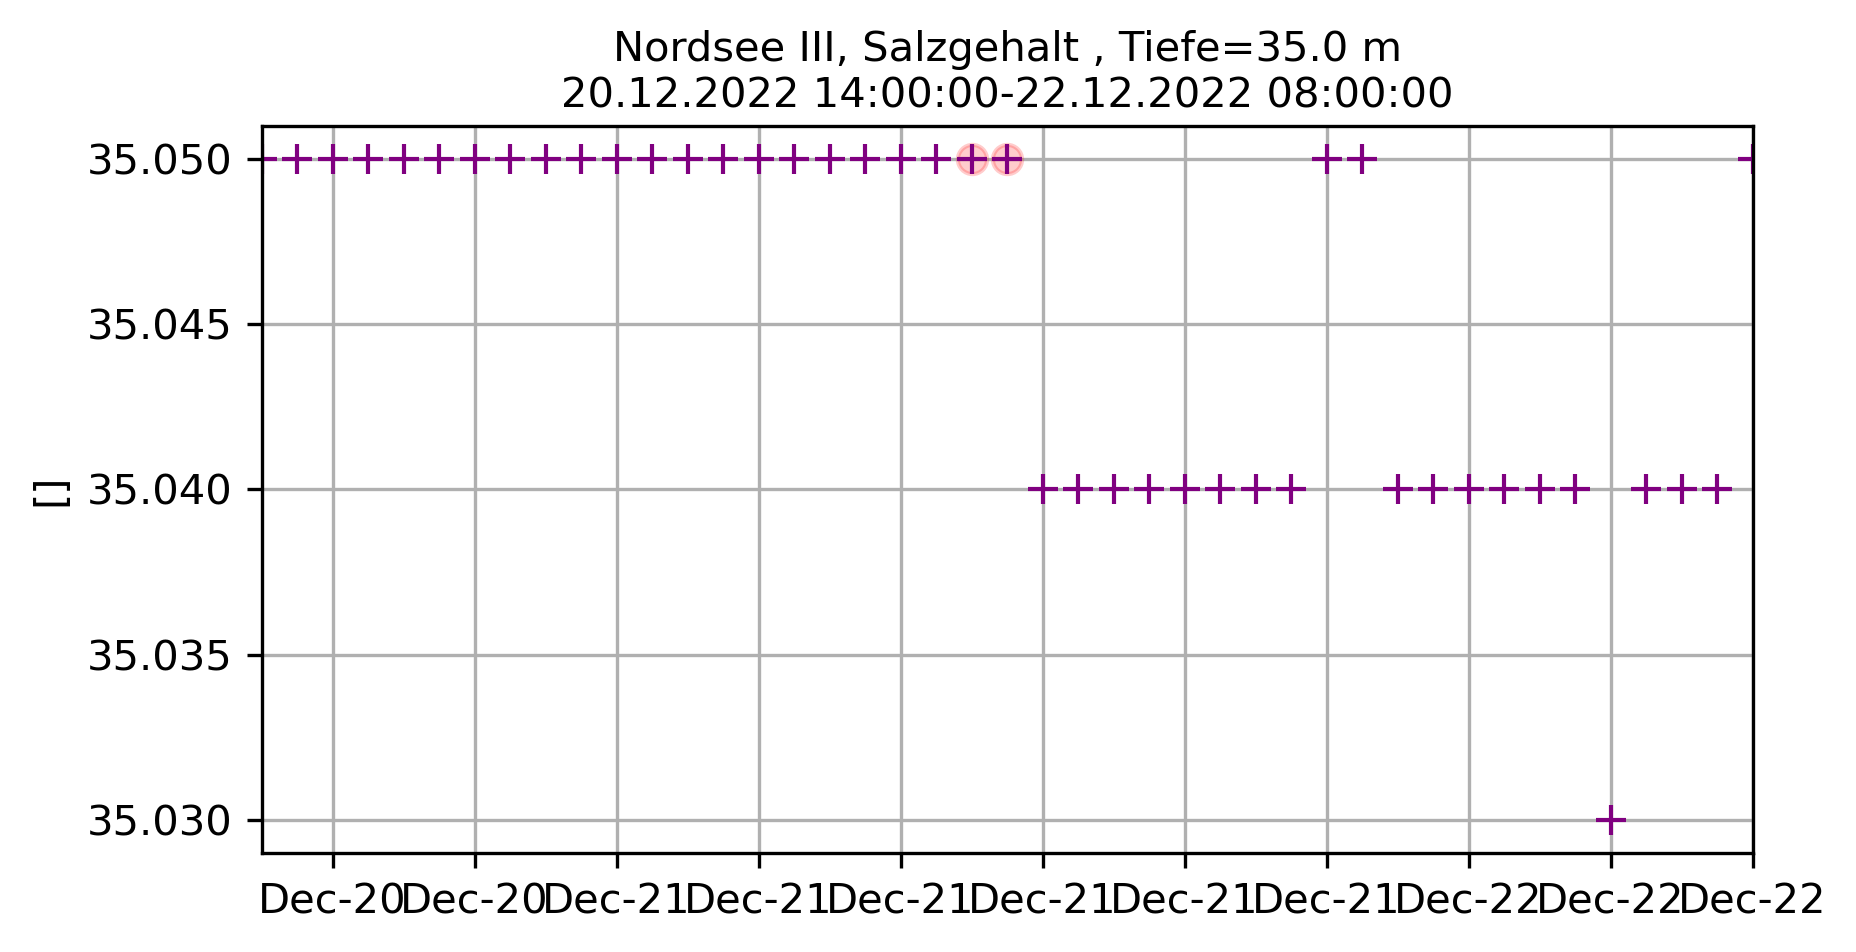 Nordsee III, Salzgehalt , Tiefe=35.0 m
20.12.2022 14:00:00-22.12.2022 08:00:00
35.050
35.045
[] 35.040
35.035
35.030
Dec-20 Dec-20 Dec-21 Dec-21 Dec-21 Dec-21 Dec-21 Dec-21 Dec-22 Dec-22 Dec-22